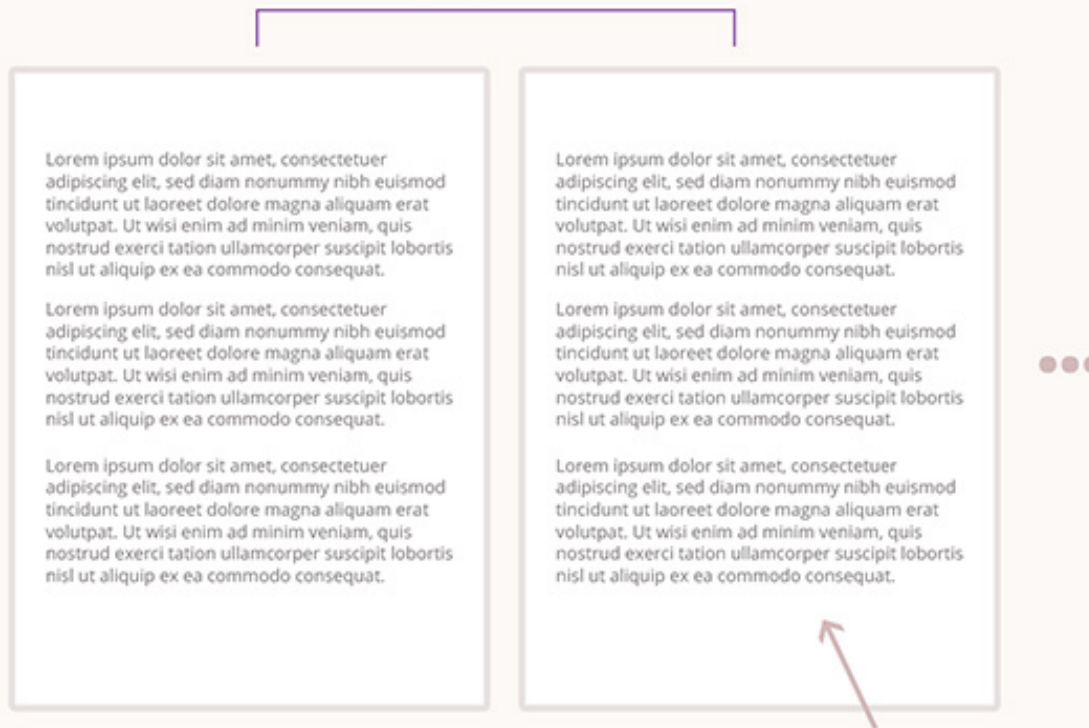 Lorem ipsum dolor sit amet, consectetuer
adipiscing elit, sed diam nonummy nibh euismod
tincidunt ut laoreet dolore magna aliquam erat
volutpat. Ut wisi enim ad minim veniam, quis
nostrud exerci tation ullamcorper suscipit lobortis
nisl ut aliquip ex ea commodo consequat.
Lorem ipsum dolor sit amet, consectetuer
adipiscing elit, sed diam nonummy nibh euismod
tincidunt ut laoreet dolore magna aliquam erat
volutpat. Ut wisi enim ad minim veniam, quis
nostrud exerci tation ullamcorper suscipit lobortis
nisl ut aliquip ex ea commodo consequat.
Lorem ipsum dolor sit amet, consectetuer
adipiscing elit, sed diam nonummy nibh euismod
tincidunt ut laoreet dolore magna aliquam erat
volutpat. Ut wisi enim ad minim veniam, quis
nostrud exerci tation ullamcorper suscipit lobortis
nisl ut aliquip ex ea commodo consequat.
Lorem ipsum dolor sit amet, consectetuer
adipiscing elit, sed diam nonummy nibh euismod
tincidunt ut laoreet dolore magna aliquam erat
volutpat. Ut wisi enim ad minim veniam, quis
nostrud exerci tation ullamcorper suscipit lobortis
nisl ut aliquip ex ea commodo consequat.
Lorem ipsum dolor sit amet, consectetuer
adipiscing elit, sed diam nonummy nibh euismod
tincidunt ut laoreet dolore magna aliquam erat
volutpat. Ut wisi enim ad minim veniam, quis
nostrud exerci tation ullamcorper suscipit lobortis
nisl ut aliquip ex ea commodo consequat.
Lorem ipsum dolor sit amet, consectetuer
adipiscing elit, sed diam nonummy nibh euismod
tincidunt ut laoreet dolore magna aliquam erat
volutpat. Ut wisi enim ad minim veniam, quis
nostrud exerci tation ullamcorper suscipit lobortis
nisl ut aliquip ex ea commodo consequat.